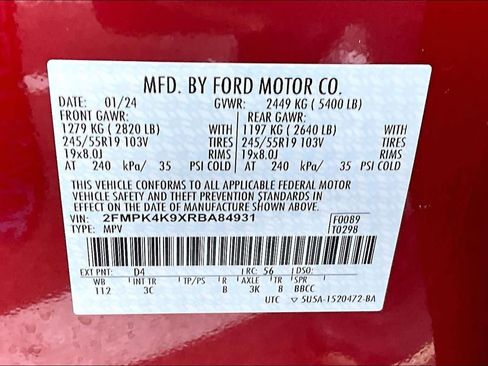 MFD. BY FORD MOTOR CO.
DATE: 01/24 GVWR: 2449 KG ( 5400 LB)
FRONT GAWR: REAR GAWR:
1279 KG ( 2820 LB) WITH 1197 KG ( 2640 LB) WITH
245/55R19 103V TIRES 245/55R19 103V TIRES
19x8.0J RIMS 19x8.0J RIMS
AT 240 kPa/ 35 PSI COLD AT 240 kPa/ 35 PSI COLD
THIS VEHICLE CONFORMS TO ALL APPLICABLE FEDERAL MOTOR
VEHICLE SAFETY AND THEFT PREVENTION STANDARDS IN EFFECT
ON THE DATE OF MANUFACTURE SHOWN ABOVE.
VIN: 2FMPK4K9XRBA84931 F0089
TYPE: MPV T0298
EXT PNT: D4 RC: 56 DSO:
WB INT TR TP/PS R AXLE TR SPR
112 3C B 3K 8 BBCC
UTC 5U5A-1520472-BA